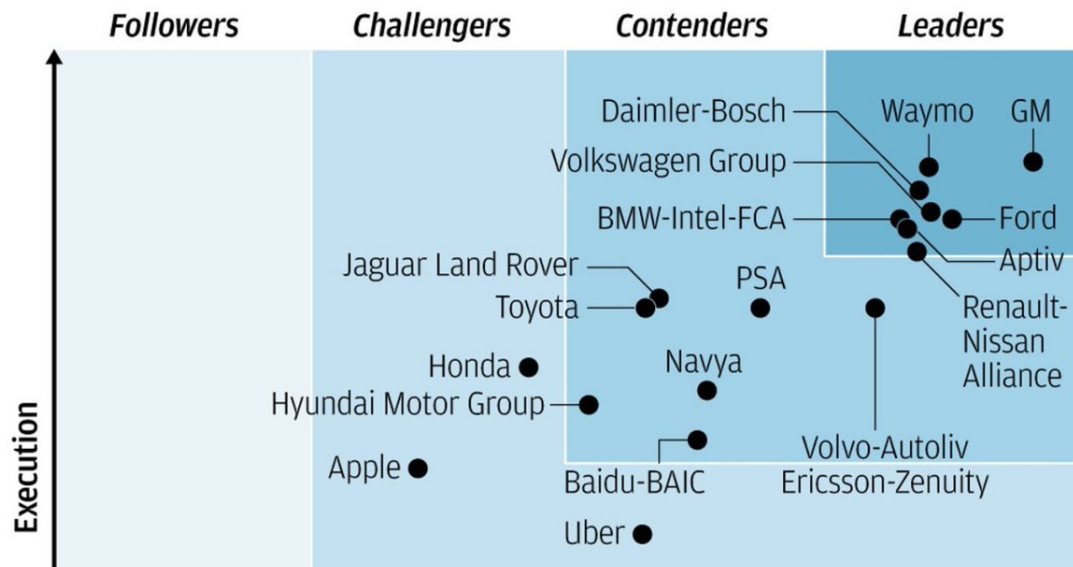 Followers
Challengers
Contenders
Leaders
Daimler-Bosch
Waymo
GM
Volkswagen Group
BMW-Intel-FCA
Ford
Jaguar Land Rover
PSA
Aptiv
Toyota
Renault-
Nissan
Alliance
Honda
Navya
Hyundai Motor Group
Apple
Baidu-BAIC
Volvo-Autoliv
Ericsson-Zenuity
Uber
Execution